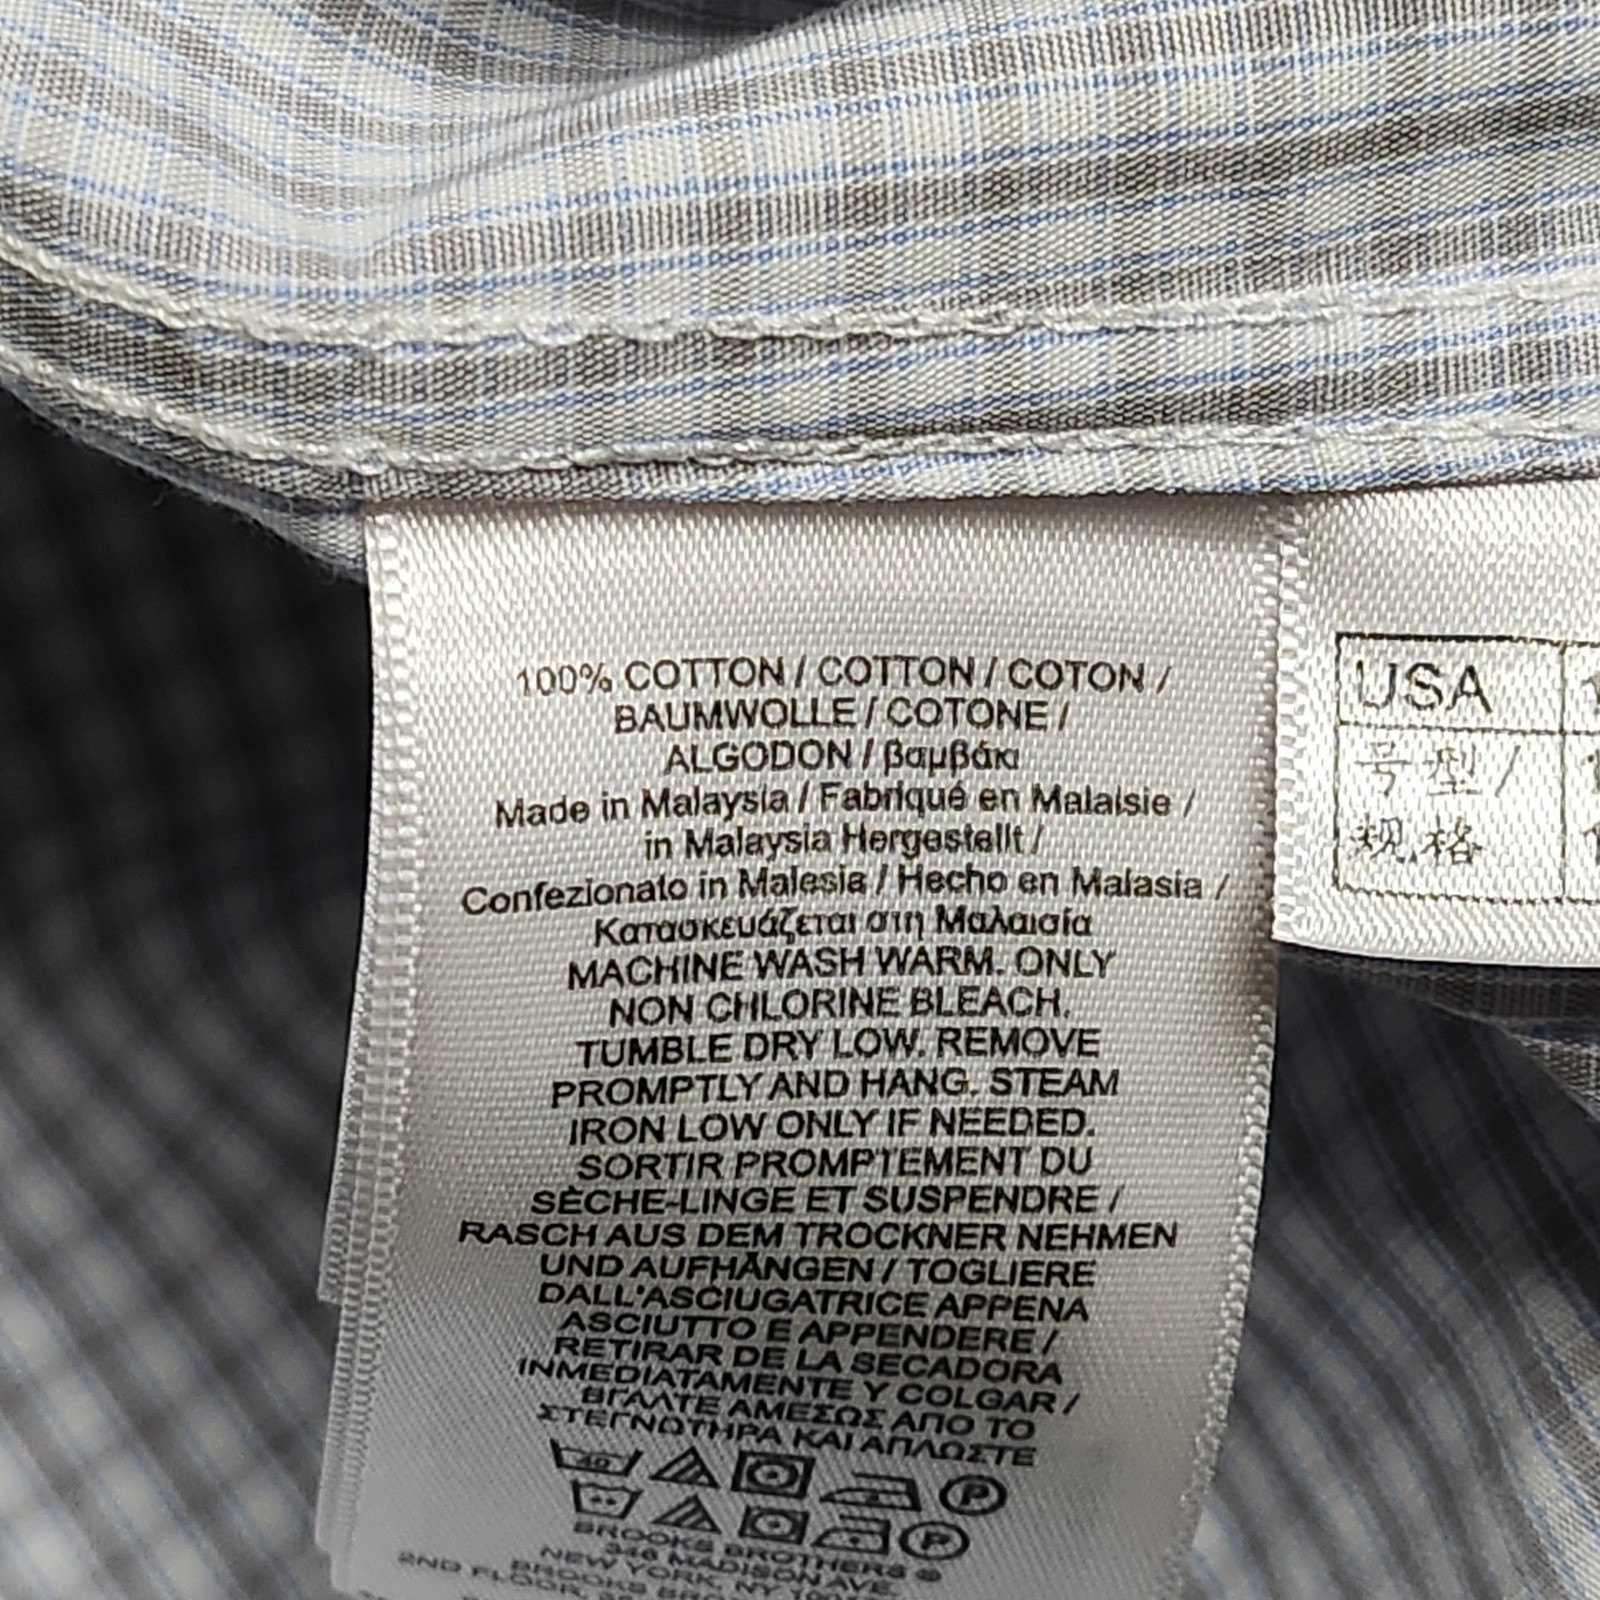 100% COTTON / COTTON / COTON /
BAUMWOLLE / COTONE /
ALGODON / βαμβάκι
Made in Malaysia / Fabriqué en Malaisie /
in Malaysia Hergestellt /
Confezionato in Malesia / Hecho en Malasia /
Κατασκευάζεται στη Μαλαισία
MACHINE WASH WARM. ONLY
NON CHLORINE BLEACH.
TUMBLE DRY LOW. REMOVE
PROMPTLY AND HANG. STEAM
IRON LOW ONLY IF NEEDED.
SORTIR PROMPTEMENT DU
SÈCHE-LINGE ET SUSPENDRE /
RASCH AUS DEM TROCKNER NEHMEN
UND AUFHÄNGEN / TOGLIERE
DALL'ASCIUGATRICE APPENA
ASCIUTTO E APPENDERE /
RETIRAR DE LA SECADORA
INMEDIATAMENTE Y COLGAR /
ΒΓΑΛΤΕ ΑΜΕΣΩΣ ΑΠΟ ΤΟ
ΣΤΕΓΝΩΤΗΡΑ ΚΑΙ ΑΠΛΩΣΤΕ
40 P
P
BROOKS BROTHERS ®
346 MADISON AVE.
NEW YORK, NY
BROOKS
2ND FLOOR,
USA
号型/
规格